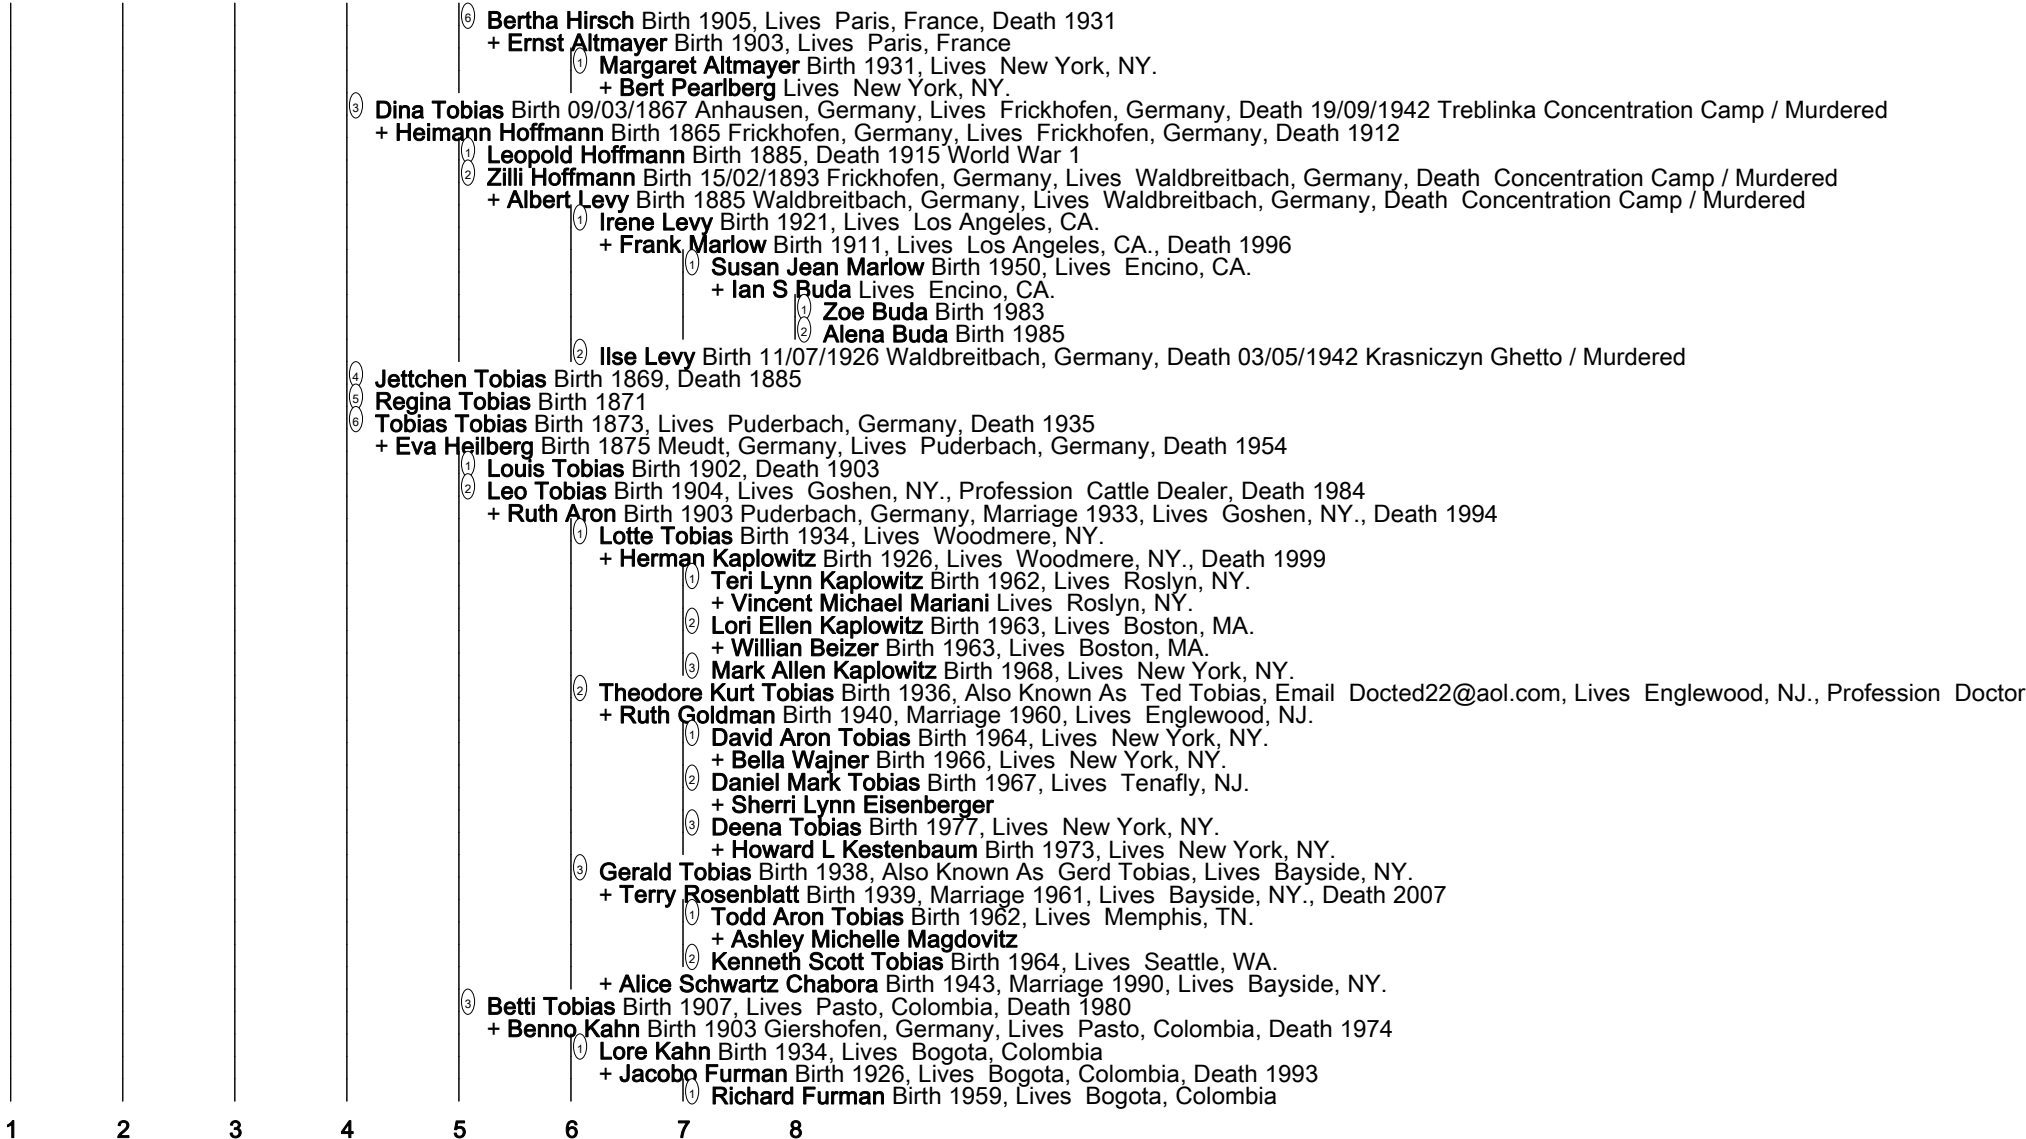 6 Bertha Hirsch Birth 1905, Lives Paris, France, Death 1931
+ Ernst Altmayer Birth 1903, Lives Paris, France
1 Margaret Altmayer Birth 1931, Lives New York, NY.
+ Bert Pearlberg Lives New York, NY.
3 Dina Tobias Birth 09/03/1867 Anhausen, Germany, Lives Frickhofen, Germany, Death 19/09/1942 Treblinka Concentration Camp / Murdered
+ Heimann Hoffmann Birth 1865 Frickhofen, Germany, Lives Frickhofen, Germany, Death 1912
1 Leopold Hoffmann Birth 1885, Death 1915 World War 1
2 Zilli Hoffmann Birth 15/02/1893 Frickhofen, Germany, Lives Waldbreitbach, Germany, Death Concentration Camp / Murdered
+ Albert Levy Birth 1885 Waldbreitbach, Germany, Lives Waldbreitbach, Germany, Death Concentration Camp / Murdered
1 Irene Levy Birth 1921, Lives Los Angeles, CA.
+ Frank Marlow Birth 1911, Lives Los Angeles, CA., Death 1996
1 Susan Jean Marlow Birth 1950, Lives Encino, CA.
+ Ian S Buda Lives Encino, CA.
1 Zoe Buda Birth 1983
2 Alena Buda Birth 1985
2 Ilse Levy Birth 11/07/1926 Waldbreitbach, Germany, Death 03/05/1942 Krasniczyn Ghetto / Murdered
4 Jettchen Tobias Birth 1869, Death 1885
5 Regina Tobias Birth 1871
6 Tobias Tobias Birth 1873, Lives Puderbach, Germany, Death 1935
+ Eva Heilberg Birth 1875 Meudt, Germany, Lives Puderbach, Germany, Death 1954
1 Louis Tobias Birth 1902, Death 1903
2 Leo Tobias Birth 1904, Lives Goshen, NY., Profession Cattle Dealer, Death 1984
+ Ruth Aron Birth 1903 Puderbach, Germany, Marriage 1933, Lives Goshen, NY., Death 1994
1 Lotte Tobias Birth 1934, Lives Woodmere, NY.
+ Herman Kaplowitz Birth 1926, Lives Woodmere, NY., Death 1999
1 Teri Lynn Kaplowitz Birth 1962, Lives Roslyn, NY.
+ Vincent Michael Mariani Lives Roslyn, NY.
2 Lori Ellen Kaplowitz Birth 1963, Lives Boston, MA.
+ Willian Beizer Birth 1963, Lives Boston, MA.
3 Mark Allen Kaplowitz Birth 1968, Lives New York, NY.
2 Theodore Kurt Tobias Birth 1936, Also Known As Ted Tobias, Email Docted22@aol.com, Lives Englewood, NJ., Profession Doctor
+ Ruth Goldman Birth 1940, Marriage 1960, Lives Englewood, NJ.
1 David Aron Tobias Birth 1964, Lives New York, NY.
+ Bella Wajner Birth 1966, Lives New York, NY.
2 Daniel Mark Tobias Birth 1967, Lives Tenafly, NJ.
+ Sherri Lynn Eisenberger
3 Deena Tobias Birth 1977, Lives New York, NY.
+ Howard L Kestenbaum Birth 1973, Lives New York, NY.
3 Gerald Tobias Birth 1938, Also Known As Gerd Tobias, Lives Bayside, NY.
+ Terry Rosenblatt Birth 1939, Marriage 1961, Lives Bayside, NY., Death 2007
1 Todd Aron Tobias Birth 1962, Lives Memphis, TN.
+ Ashley Michelle Magdovitz
2 Kenneth Scott Tobias Birth 1964, Lives Seattle, WA.
+ Alice Schwartz Chabora Birth 1943, Marriage 1990, Lives Bayside, NY.
3 Betti Tobias Birth 1907, Lives Pasto, Colombia, Death 1980
+ Benno Kahn Birth 1903 Giershofen, Germany, Lives Pasto, Colombia, Death 1974
1 Lore Kahn Birth 1934, Lives Bogota, Colombia
+ Jacobo Furman Birth 1926, Lives Bogota, Colombia, Death 1993
1 Richard Furman Birth 1959, Lives Bogota, Colombia
1 2 3 4 5 6 7 8